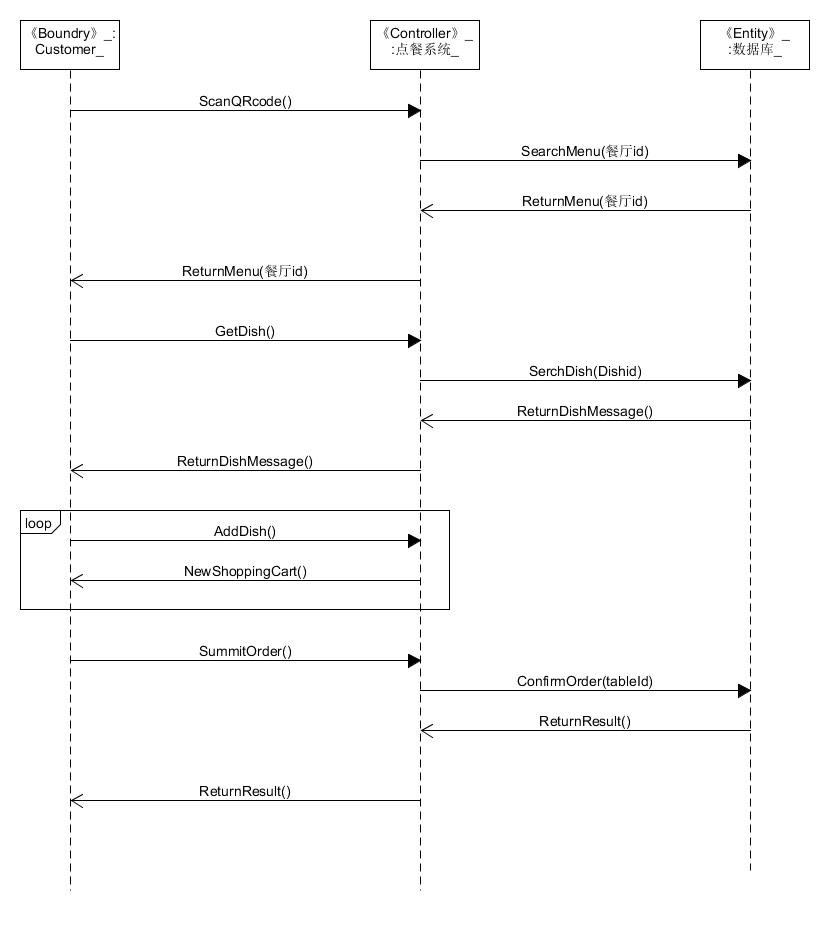 《Boundry》_:
Customer_
《Controller》_
:点餐系统_
《Entity》_
:数据库_
ScanQRcode()
SearchMenu(餐厅id)
ReturnMenu(餐厅id)
ReturnMenu(餐厅id)
GetDish()
SerchDish(Dishid)
ReturnDishMessage()
ReturnDishMessage()
loop
AddDish()
NewShoppingCart()
SummitOrder()
ConfirmOrder(tableId)
ReturnResult()
ReturnResult()